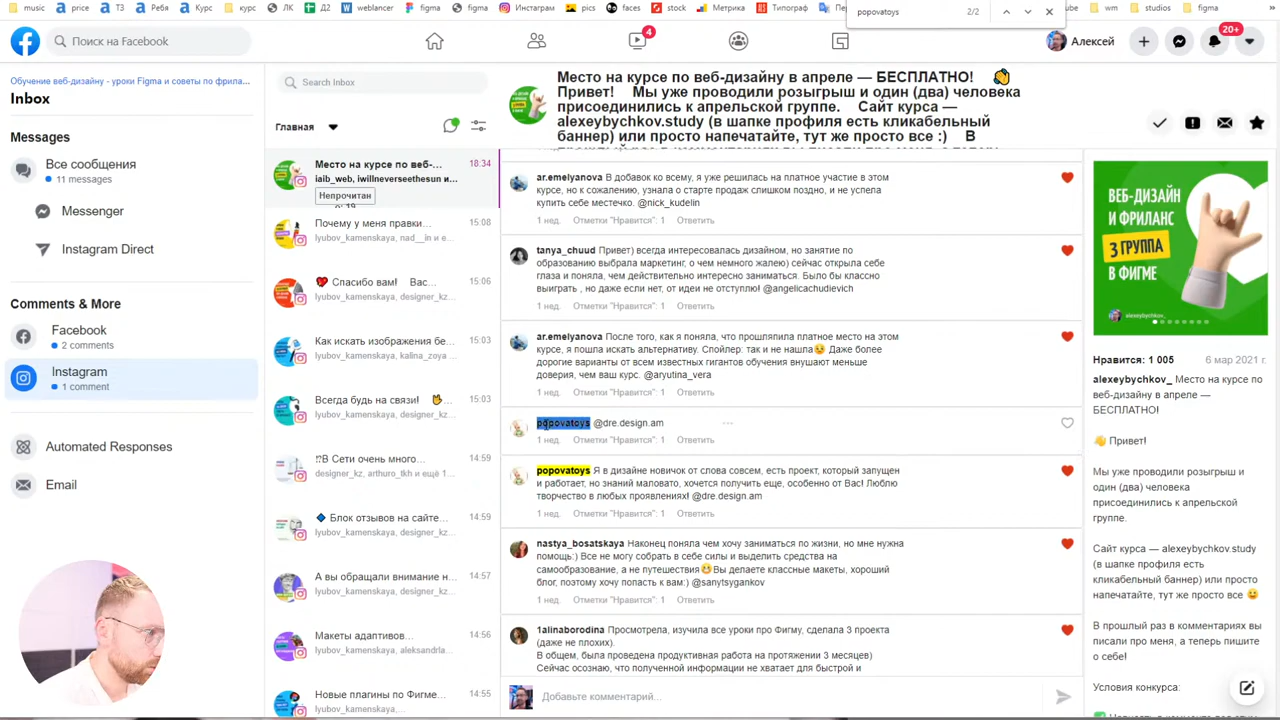 music
price
ТЗ
Ребя
Курс
курс
ЛК
Д2
weblancer
figma
figma
Инстаграм
pics
faces
stock
Метрика
Типограф
wm
studios
figma
popovatoys
2/2
Поиск на Facebook
4
Алексей
20+
Обучение веб-дизайну - уроки Figma и советы по фрила...
Inbox
Messages
Все сообщения
11 messages
Messenger
Instagram Direct
Comments & More
Facebook
2 comments
Instagram
1 comment
Automated Responses
Email
Search Inbox
Главная
Место на курсе по веб-...
18:34
iaib_web, iwillneverseethesun и...
Непрочитан
Почему у меня правки...
15:08
lyubov_kamenskaya, nad__in и е...
Спасибо вам! Вас...
15:06
lyubov_kamenskaya, designer_kz...
Как искать изображения бе...
15:03
lyubov_kamenskaya, kalina_zoya
Всегда будь на связи!
15:03
lyubov_kamenskaya, designer_kz...
⁉В Сети очень много...
14:59
designer_kz, arthuro_tkh и ещё 1...
Блок отзывов на сайте...
14:59
lyubov_kamenskaya, designer_kz...
А вы обращали внимание н...
14:57
lyubov_kamenskaya, designer_kz...
Макеты адаптивов...
14:56
lyubov_kamenskaya, aleksandrla...
Новые плагины по Фигме...
14:55
lyubov_kamenskaya,...
Место на курсе по веб-дизайну в апреле — БЕСПЛАТНО! 👏
Привет! Мы уже проводили розыгрыш и один (два) человека
присоединились к апрельской группе. Сайт курса —
alexeybychkov.study (в шапке профиля есть кликабельный
баннер) или просто напечатайте, тут же просто все :) В
ar.emelyanova В добавок ко всему, я уже решилась на платное участие в этом
курсе, но к сожалению, узнала о старте продаж слишком поздно, и не успела
купить себе местечко. @nick_kudelin
1 нед. Отметки "Нравится": 1 Ответить
tanya_chuud Привет) всегда интересовалась дизайном, но занятие по
образованию выбрала маркетинг, о чем немного жалею) сейчас открыла себе
глаза и поняла, чем действительно интересно заниматься. Было бы классно
выиграть , но даже если нет, от идеи не отступлю! @angelicachudievich
1 нед. Отметки "Нравится": 1 Ответить
ar.emelyanova После того, как я поняла, что прошляпила платное место на этом
курсе, я пошла искать альтернативу. Спойлер: так и не нашла😣 Даже более
дорогие варианты от всем известных гигантов обучения внушают меньше
доверия, чем ваш курс. @aryutina_vera
1 нед. Отметки "Нравится": 1 Ответить
popovatoys @dre.design.am
1 нед. Отметки "Нравится": 1 Ответить
popovatoys Я в дизайне новичок от слова совсем, есть проект, который запущен
и работает, но знаний маловато, хочется получить еще, особенно от Вас! Люблю
творчество в любых проявлениях! @dre.design.am
1 нед. Отметки "Нравится": 1 Ответить
nastya_bosatskaya Наконец поняла чем хочу заниматься по жизни, но мне нужна
помощь:) Все не могу собрать в себе силы и выделить средства на
самообразование, а не путешествия😁Вы делаете классные макеты, хороший
блог, поэтому хочу попасть к вам:) @sanytsygankov
1 нед. Отметки "Нравится": 1 Ответить
1alinaborodina Просмотрела, изучила все уроки про Фигму, сделала 3 проекта
(даже не плохих).
В общем, была проведена продуктивная работа на протяжении 3 месяцев)
Сейчас осознаю, что полученной информации не хватает для быстрой и
Добавьте комментарий...
ВЕБ-ДИЗАЙН
И ФРИЛАНС
3 ГРУППА
В ФИГМЕ
alexeybychkov_
Нравится: 1 005
6 мар 2021 г.
alexeybychkov_ Место на курсе по
веб-дизайну в апреле —
БЕСПЛАТНО!
👋 Привет!
Мы уже проводили розыгрыш и
один (два) человека
присоединились к апрельской
группе.
Сайт курса — alexeybychkov.study
(в шапке профиля есть
кликабельный баннер) или просто
напечатайте, тут же просто все 😀
В прошлый раз в комментариях вы
писали про меня, а теперь пишите
о себе!
Условия конкурса: